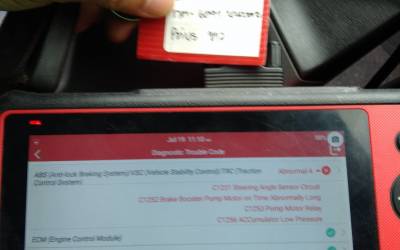 Prius
Jul 19 11:10
Diagnostic Trouble Code
ABS (Anti-lock Braking System)/VSC (Vehicle Stability Control)/TRC (Traction
Control System)
Abnormal 4
C1231 Steering Angle Sensor Circuit
C1252 Brake Booster Pump Motor on Time Abnormally Long
C1253 Pump Motor Relay
C1256 ACCumulator Low Pressure
ECM (Engine Control Module)